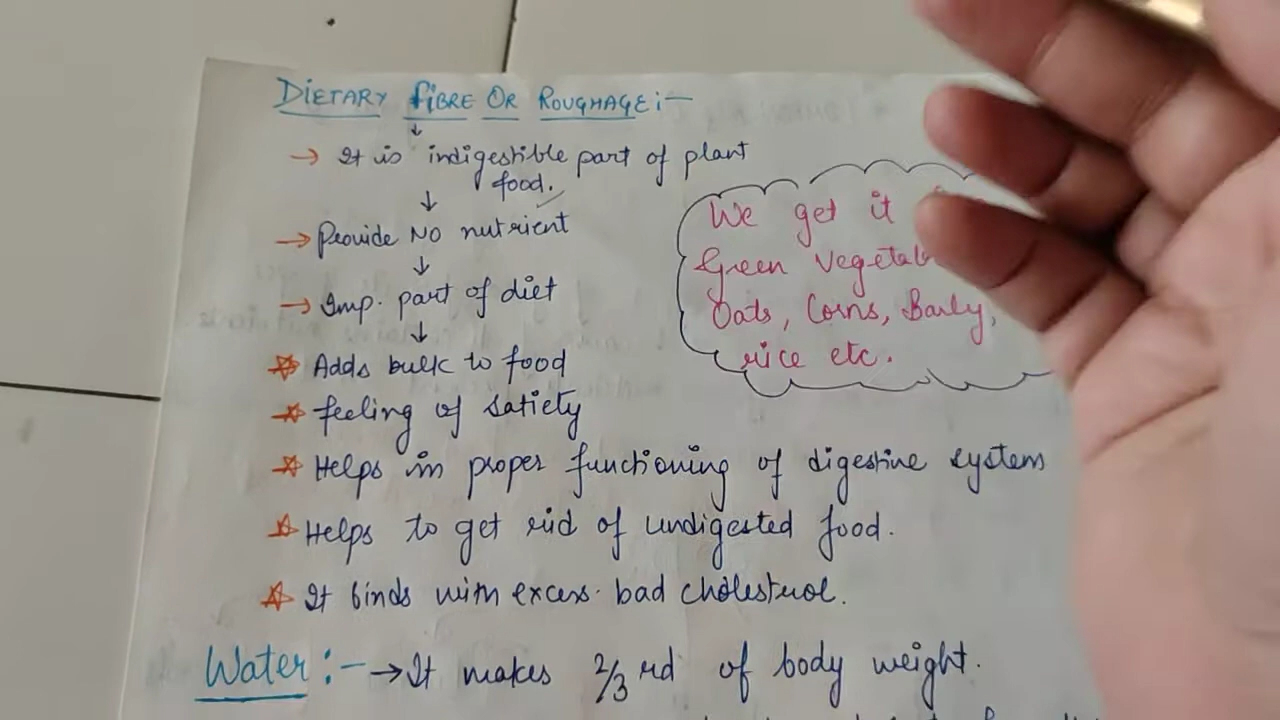 DIETARY FIBRE OR ROUGHAGE:-
↓
→ It is indigestible part of plant
food.
↓
→ Provide NO nutrient
↓
→ Imp. part of diet
↓
☆ Adds bulk to food
☆ feeling of satiety
☆ Helps in proper functioning of digestive system
☆ Helps to get rid of undigested food.
☆ It binds with excess. bad cholestrol.
We get it
Green
Oats, Corns, Barly,
rice etc.
Water:- → It makes 2/3 rd of body weight.